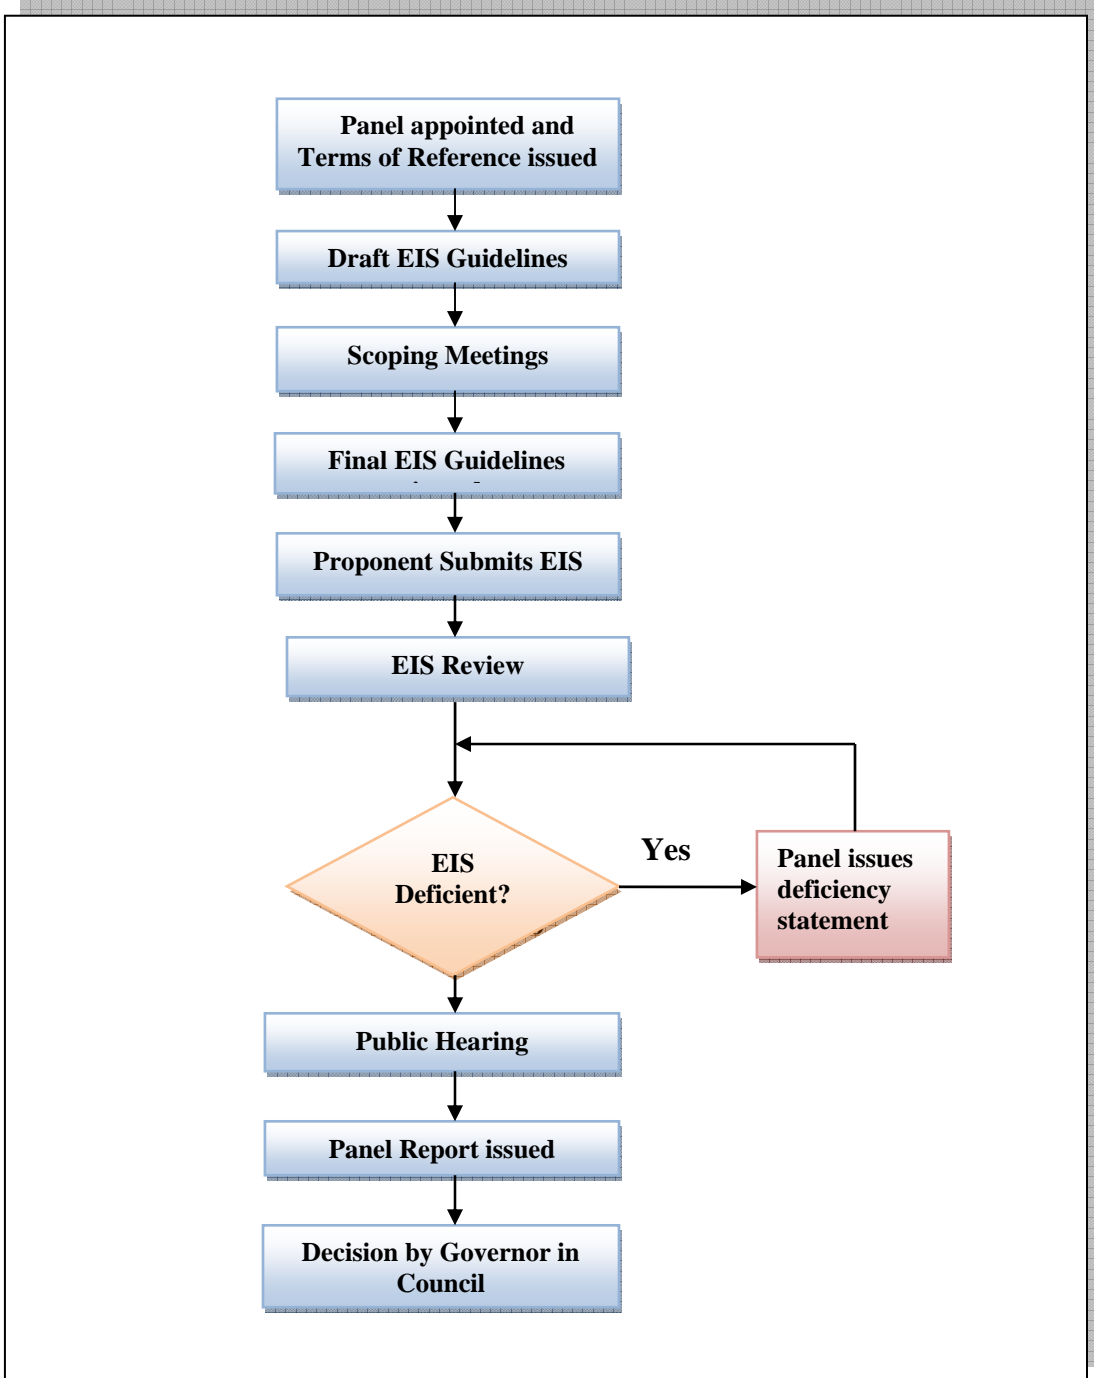 Panel appointed and
Terms of Reference issued
Draft EIS Guidelines
Scoping Meetings
Final EIS Guidelines
Proponent Submits EIS
EIS Review
EIS
Deficient?
Yes
Panel issues
deficiency
statement
Public Hearing
Panel Report issued
Decision by Governor in
Council